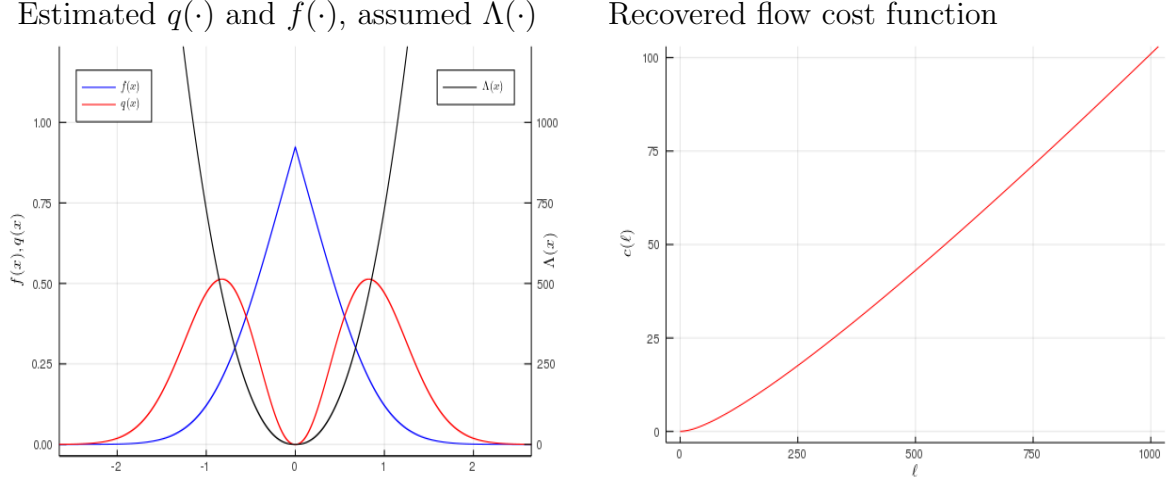 Estimated q(·) and f(·), assumed Λ(·)
Recovered flow cost function
f(x)
q(x)
Λ(x)
1.00
0.75
0.50
0.25
0.00
f(x), q(x)
1000
750
500
250
0
Λ(x)
-2
-1
0
1
2
100
75
50
25
0
c(ℓ)
0
250
500
750
1000
ℓ